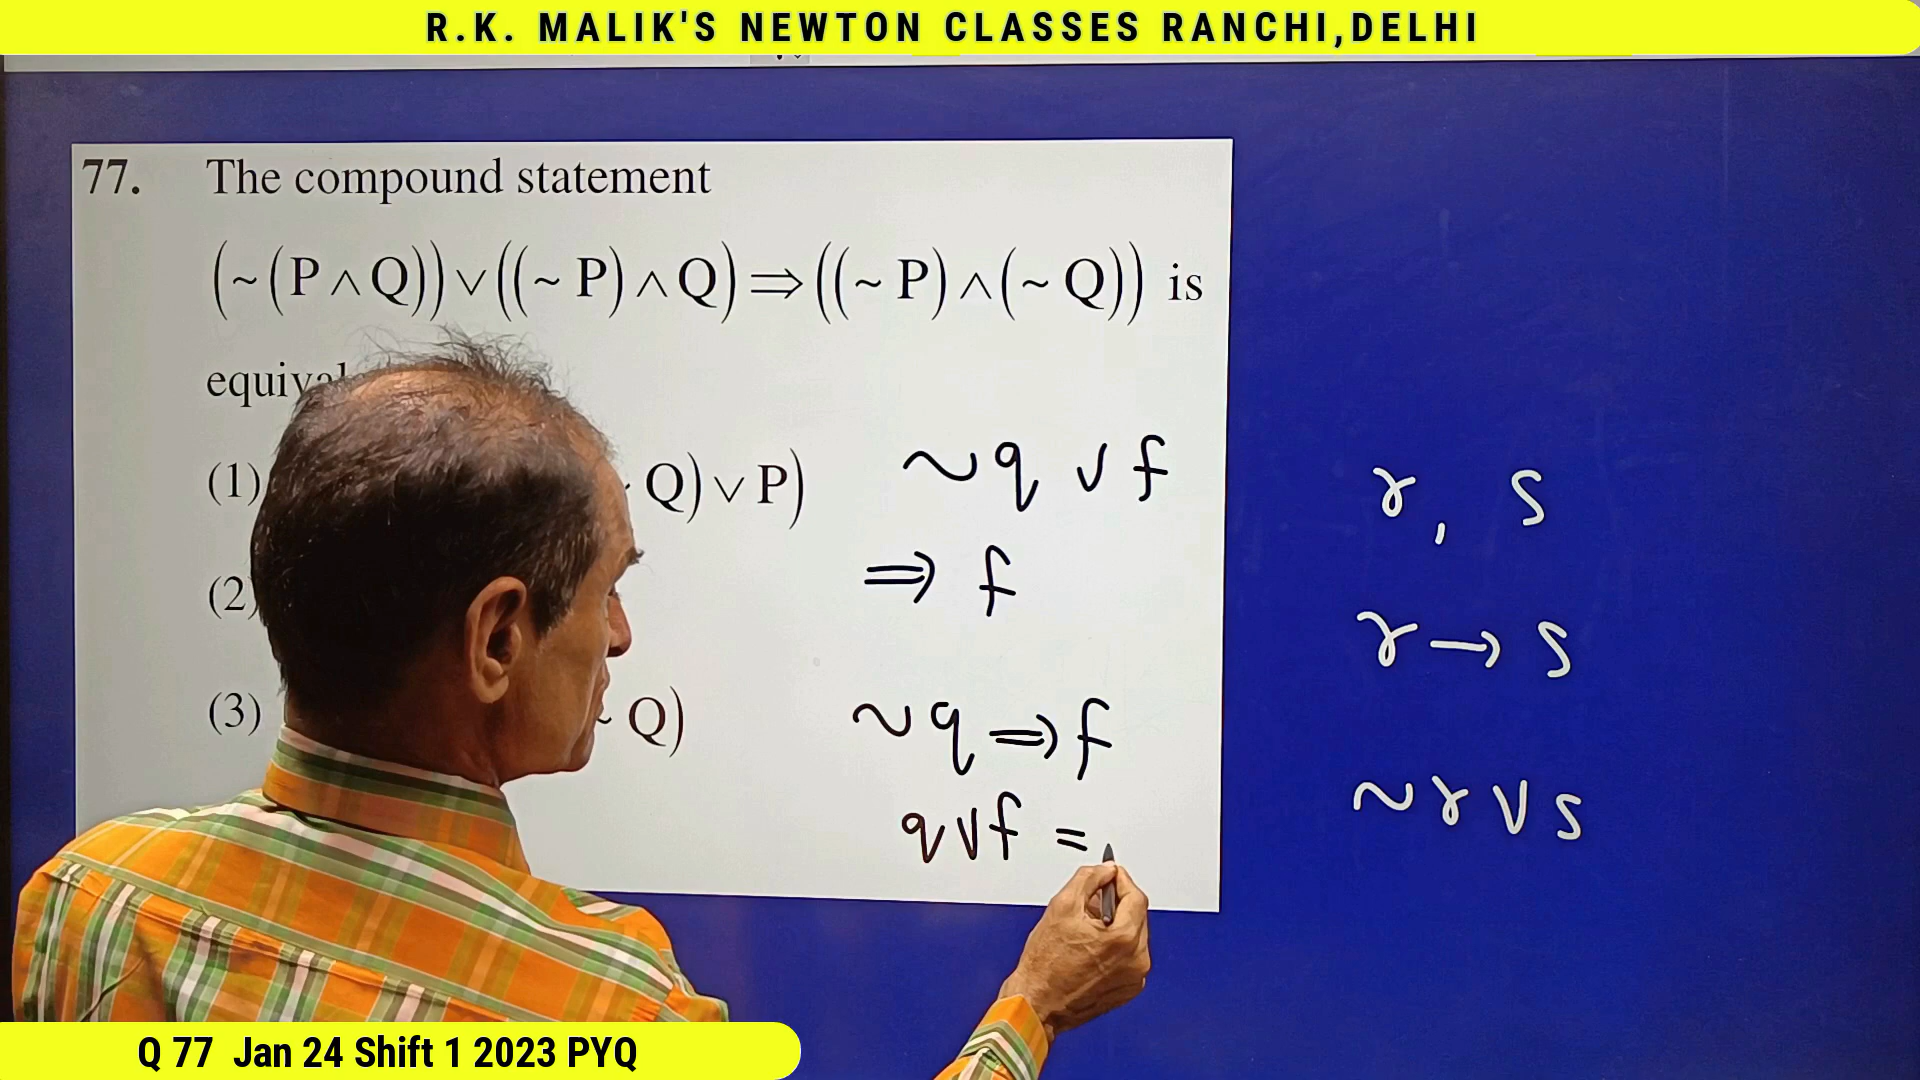 R.K. MALIK'S NEWTON CLASSES RANCHI,DELHI
77. The compound statement
(~(P∧Q))∨((~P)∧Q)⇒((~P)∧(~Q)) is
(1) Q)∨P)
(2)
(3) ~Q)
~q ∨ f
⇒ f
~q ⇒ f
q∨f =
r, s
r → s
~r ∨ s
Q 77 Jan 24 Shift 1 2023 PYQ